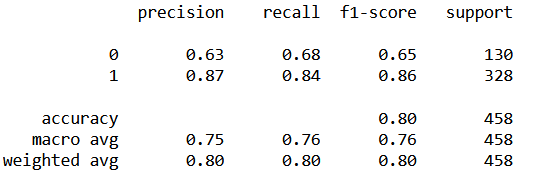 precision recall f1-score support
0 0.63 0.68 0.65 130
1 0.87 0.84 0.86 328
accuracy 0.80 458
macro avg 0.75 0.76 0.76 458
weighted avg 0.80 0.80 0.80 458